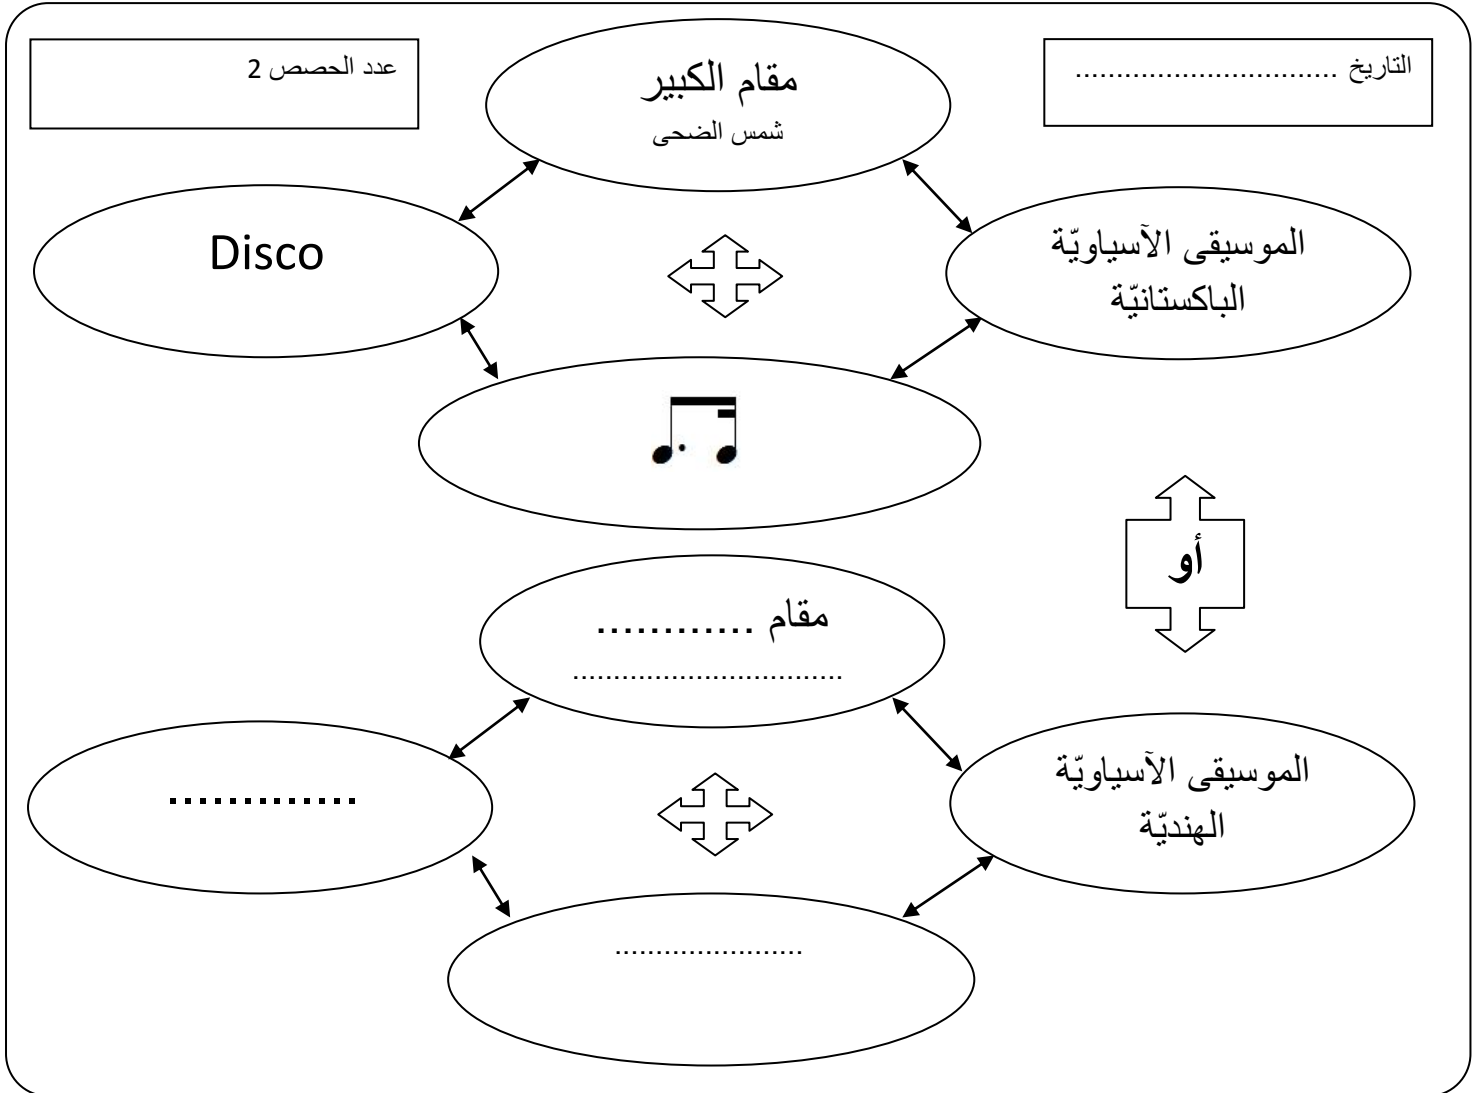 التاريخ ................................
عدد الحصص 2
مقام الكبير
شمس الضحى
الموسيقى الآسياويّة
الباكستانيّة
Disco
أو
مقام ............
.................................
الموسيقى الآسياويّة
الهنديّة
.............
.......................